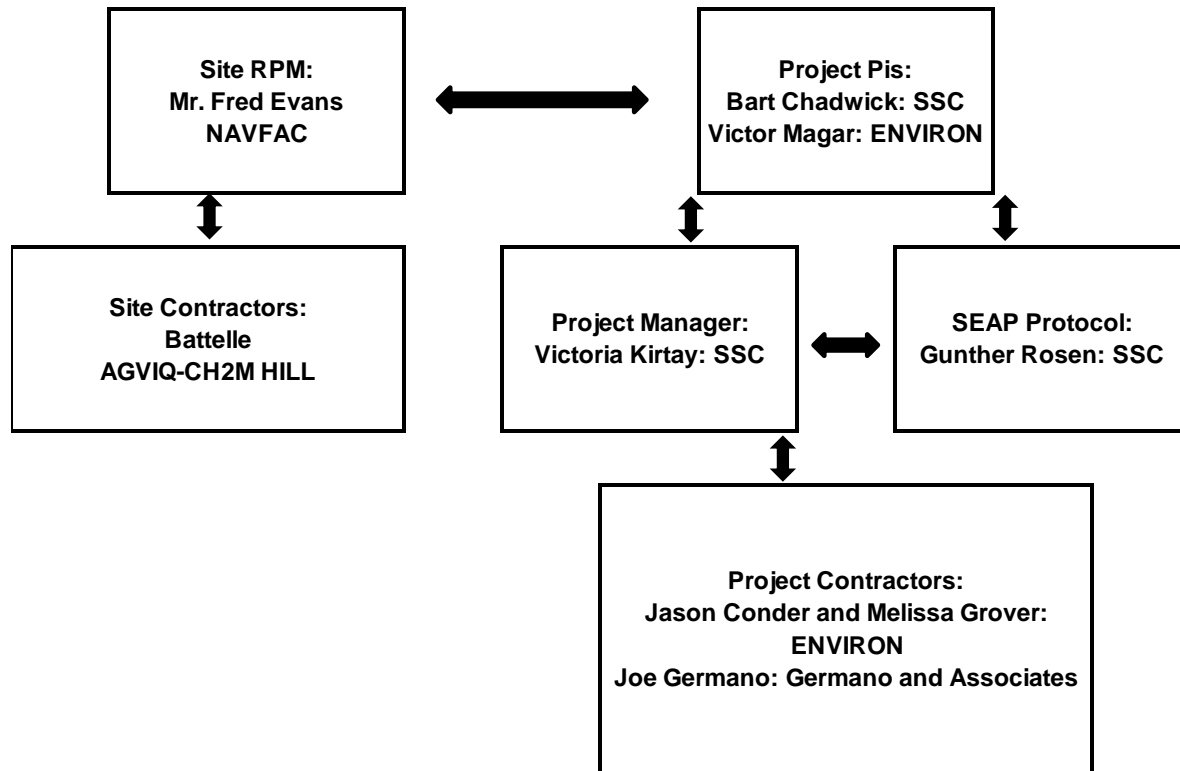 Site RPM:
Mr. Fred Evans
NAVFAC
Project Pis:
Bart Chadwick: SSC
Victor Magar: ENVIRON
Site Contractors:
Battelle
AGVIQ-CH2M HILL
Project Manager:
Victoria Kirtay: SSC
SEAP Protocol:
Gunther Rosen: SSC
Project Contractors:
Jason Conder and Melissa Grover:
ENVIRON
Joe Germano: Germano and Associates